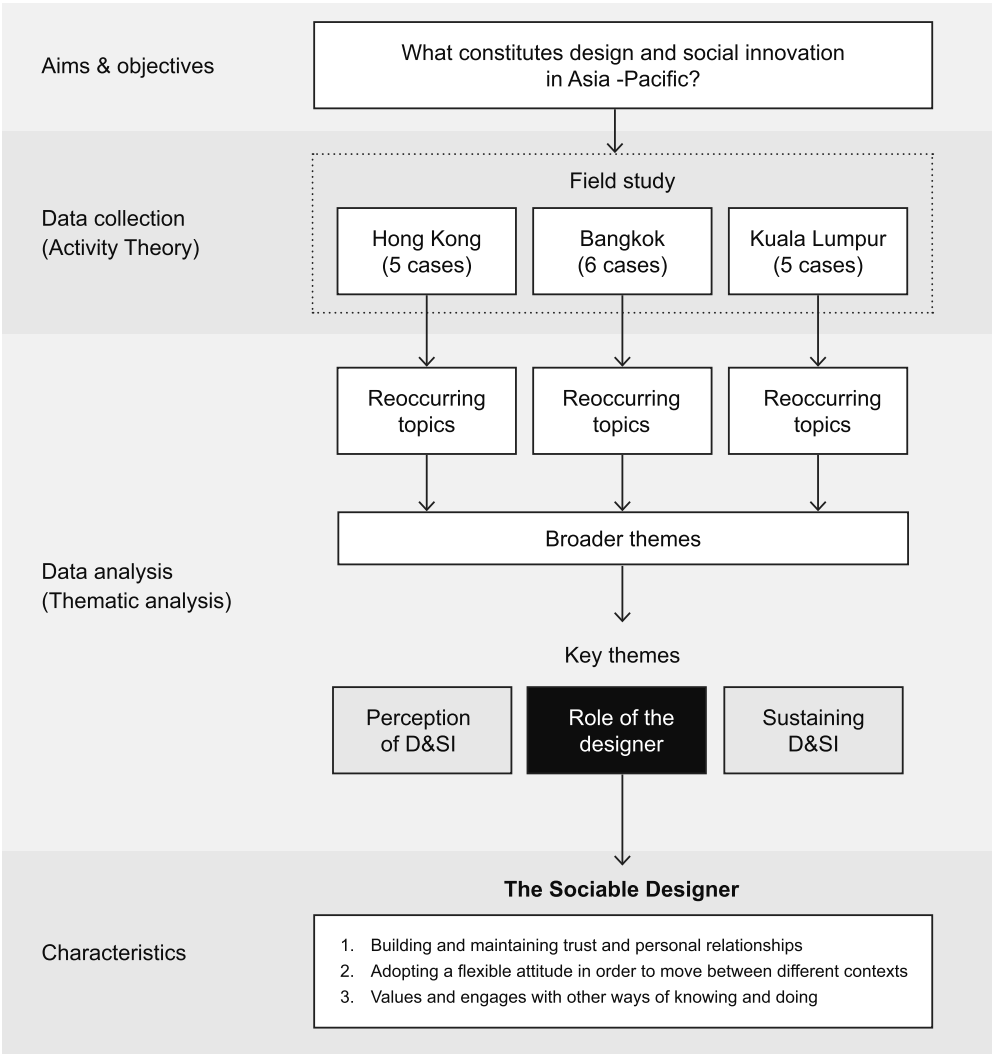 Aims & objectives
What constitutes design and social innovation
in Asia -Pacific?
Data collection
(Activity Theory)
Field study
Hong Kong
(5 cases)
Bangkok
(6 cases)
Kuala Lumpur
(5 cases)
Reoccurring
topics
Reoccurring
topics
Reoccurring
topics
Broader themes
Data analysis
(Thematic analysis)
Key themes
Perception
of D&SI
Role of the
designer
Sustaining
D&SI
The Sociable Designer
Characteristics
1. Building and maintaining trust and personal relationships
2. Adopting a flexible attitude in order to move between different contexts
3. Values and engages with other ways of knowing and doing